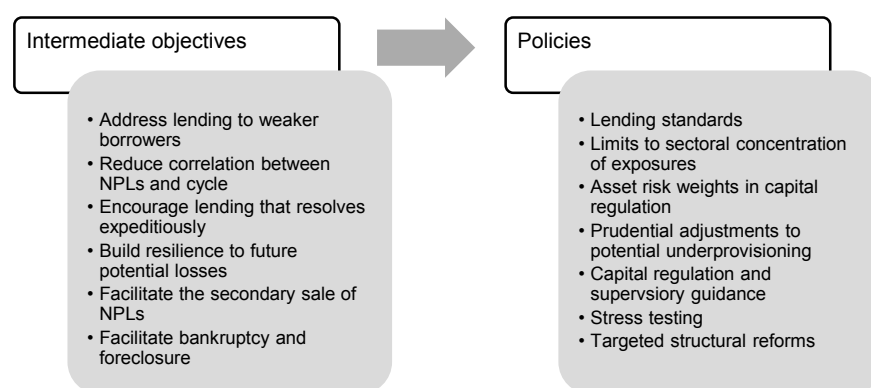 Intermediate objectives
• Address lending to weaker
borrowers
• Reduce correlation between
NPLs and cycle
• Encourage lending that resolves
expeditiously
• Build resilience to future
potential losses
• Facilitate the secondary sale of
NPLs
• Facilitate bankruptcy and
foreclosure
Policies
• Lending standards
• Limits to sectoral concentration
of exposures
• Asset risk weights in capital
regulation
• Prudential adjustments to
potential underprovisioning
• Capital regulation and
supervsiory guidance
• Stress testing
• Targeted structural reforms